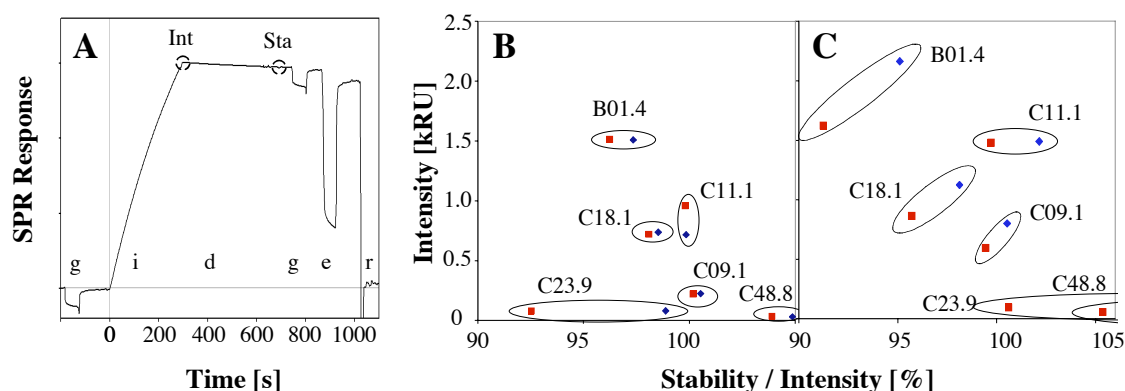 A
Int
Sta
SPR Response
g i d g e r
0 200 400 600 800 1000
Time [s]
B
Intensity [kRU]
2.5
2.0
1.5
1.0
0.5
0
B01.4
C11.1
C18.1
C09.1
C23.9
C48.8
90 95 100
C
B01.4
C11.1
C18.1
C09.1
C48.8
C23.9
90 95 100 105
Stability / Intensity [%]